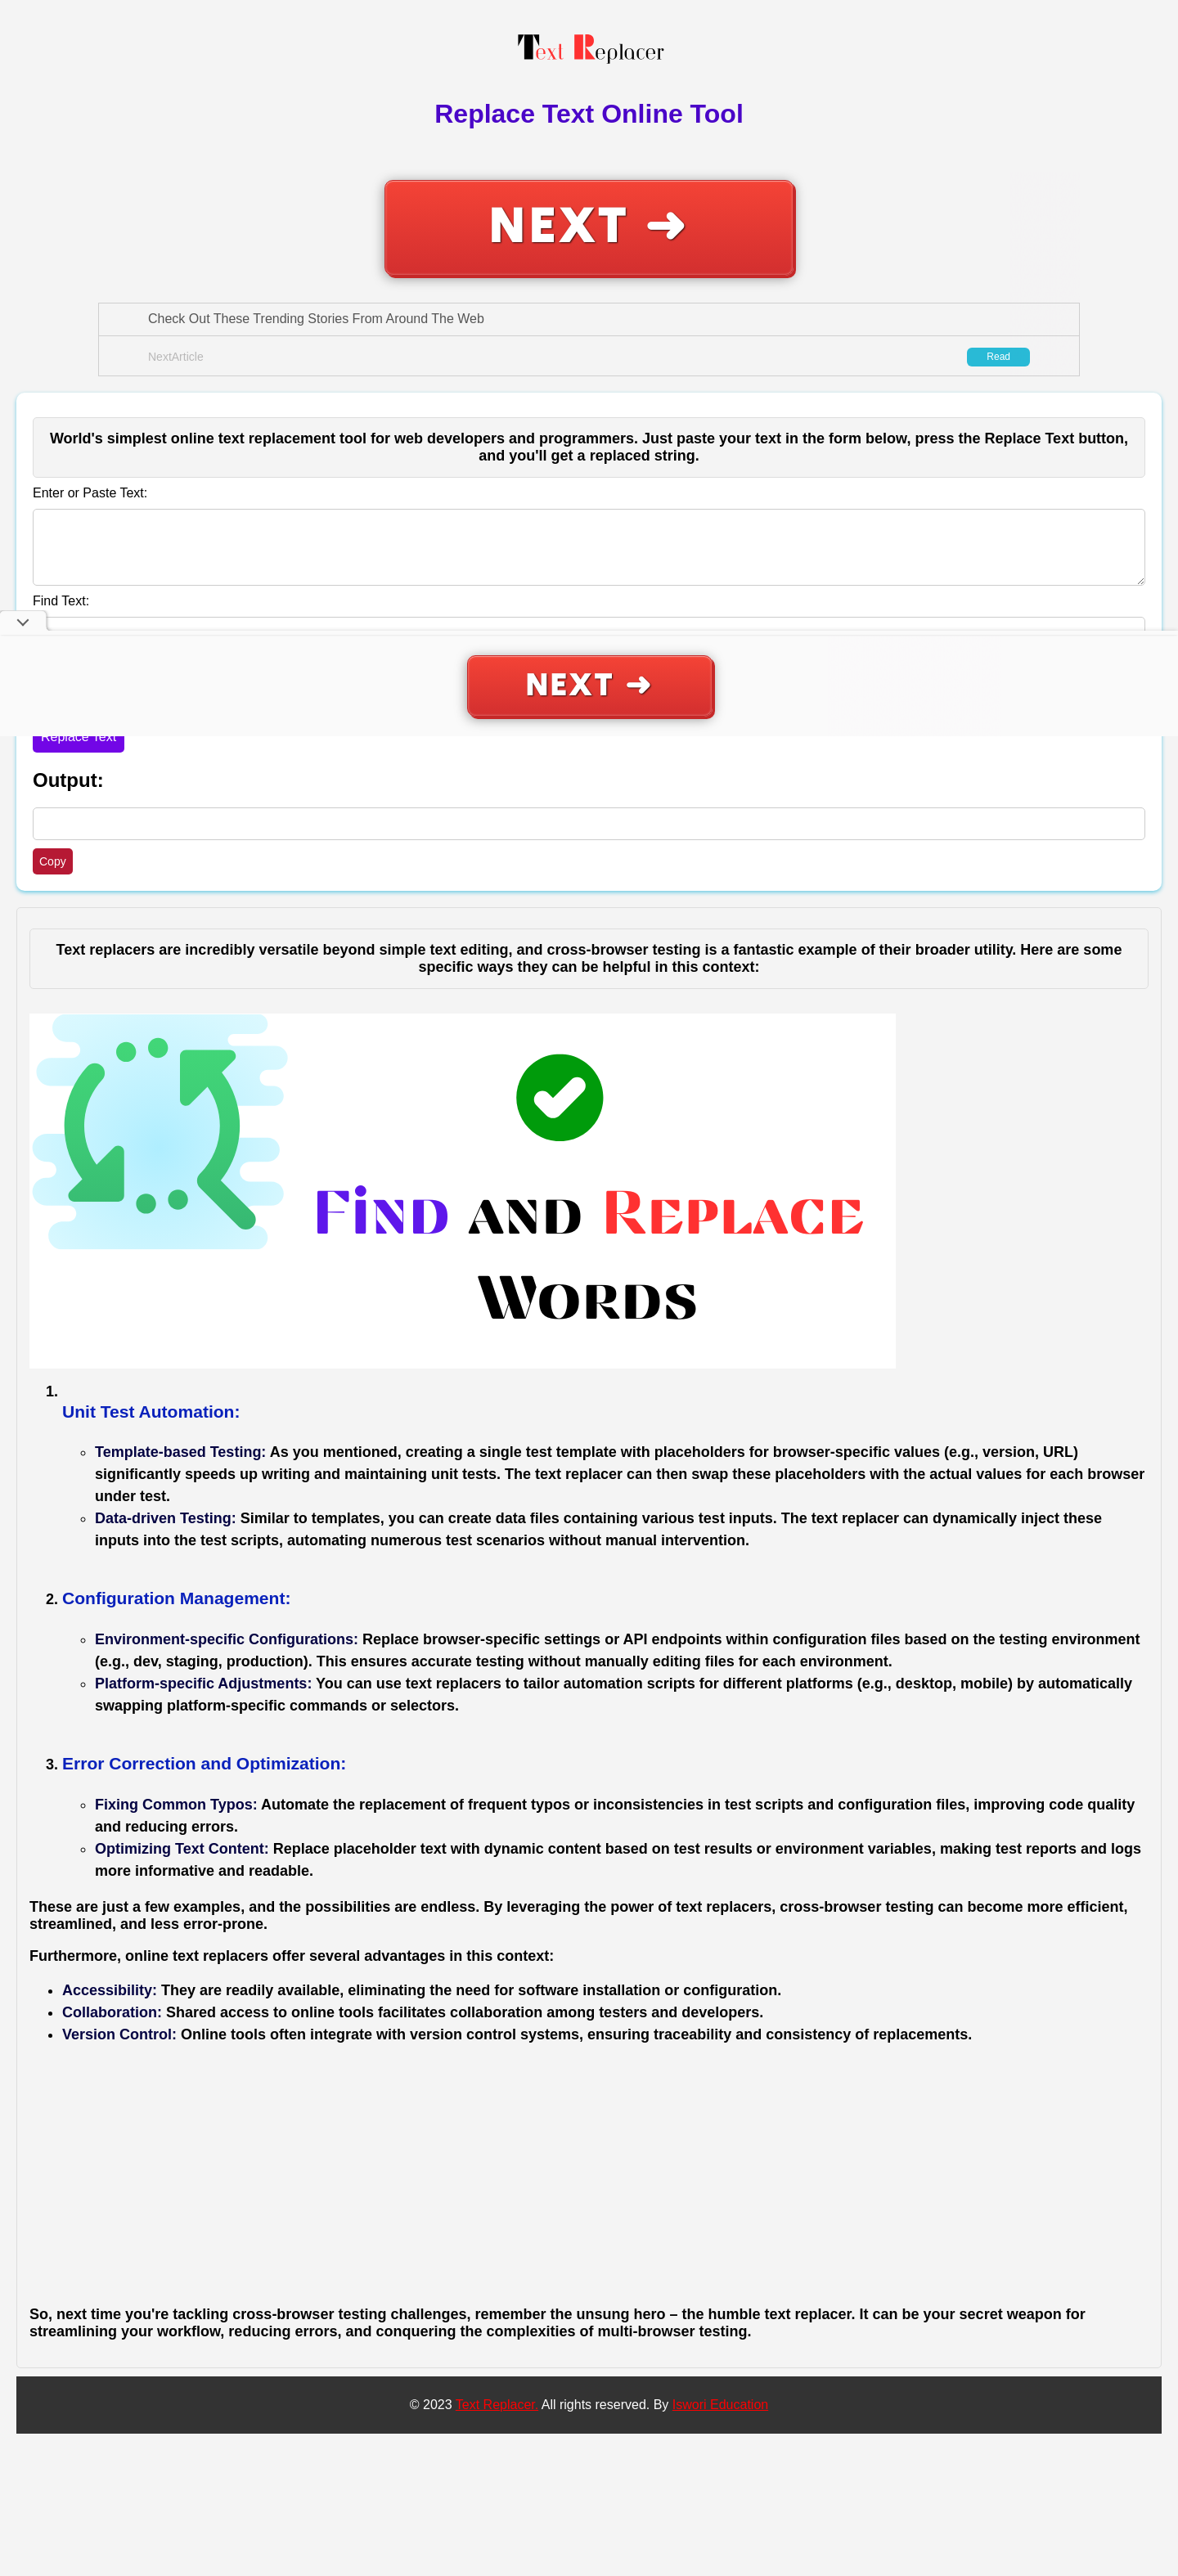 Text Replacer
Replace Text Online Tool
NEXT ➜
Check Out These Trending Stories From Around The Web
NextArticle
Read
World's simplest online text replacement tool for web developers and programmers. Just paste your text in the form below, press the Replace Text button,
and you'll get a replaced string.
Enter or Paste Text:
Find Text:
NEXT ➜
Replace Text
Output:
Copy
Text replacers are incredibly versatile beyond simple text editing, and cross-browser testing is a fantastic example of their broader utility. Here are some
specific ways they can be helpful in this context:
Find and Replace
Words
1.
Unit Test Automation:
Template-based Testing: As you mentioned, creating a single test template with placeholders for browser-specific values (e.g., version, URL)
significantly speeds up writing and maintaining unit tests. The text replacer can then swap these placeholders with the actual values for each browser
under test.
Data-driven Testing: Similar to templates, you can create data files containing various test inputs. The text replacer can dynamically inject these
inputs into the test scripts, automating numerous test scenarios without manual intervention.
2. Configuration Management:
Environment-specific Configurations: Replace browser-specific settings or API endpoints within configuration files based on the testing environment
(e.g., dev, staging, production). This ensures accurate testing without manually editing files for each environment.
Platform-specific Adjustments: You can use text replacers to tailor automation scripts for different platforms (e.g., desktop, mobile) by automatically
swapping platform-specific commands or selectors.
3. Error Correction and Optimization:
Fixing Common Typos: Automate the replacement of frequent typos or inconsistencies in test scripts and configuration files, improving code quality
and reducing errors.
Optimizing Text Content: Replace placeholder text with dynamic content based on test results or environment variables, making test reports and logs
more informative and readable.
These are just a few examples, and the possibilities are endless. By leveraging the power of text replacers, cross-browser testing can become more efficient,
streamlined, and less error-prone.
Furthermore, online text replacers offer several advantages in this context:
Accessibility: They are readily available, eliminating the need for software installation or configuration.
Collaboration: Shared access to online tools facilitates collaboration among testers and developers.
Version Control: Online tools often integrate with version control systems, ensuring traceability and consistency of replacements.
So, next time you're tackling cross-browser testing challenges, remember the unsung hero – the humble text replacer. It can be your secret weapon for
streamlining your workflow, reducing errors, and conquering the complexities of multi-browser testing.
© 2023 Text Replacer. All rights reserved. By Iswori Education